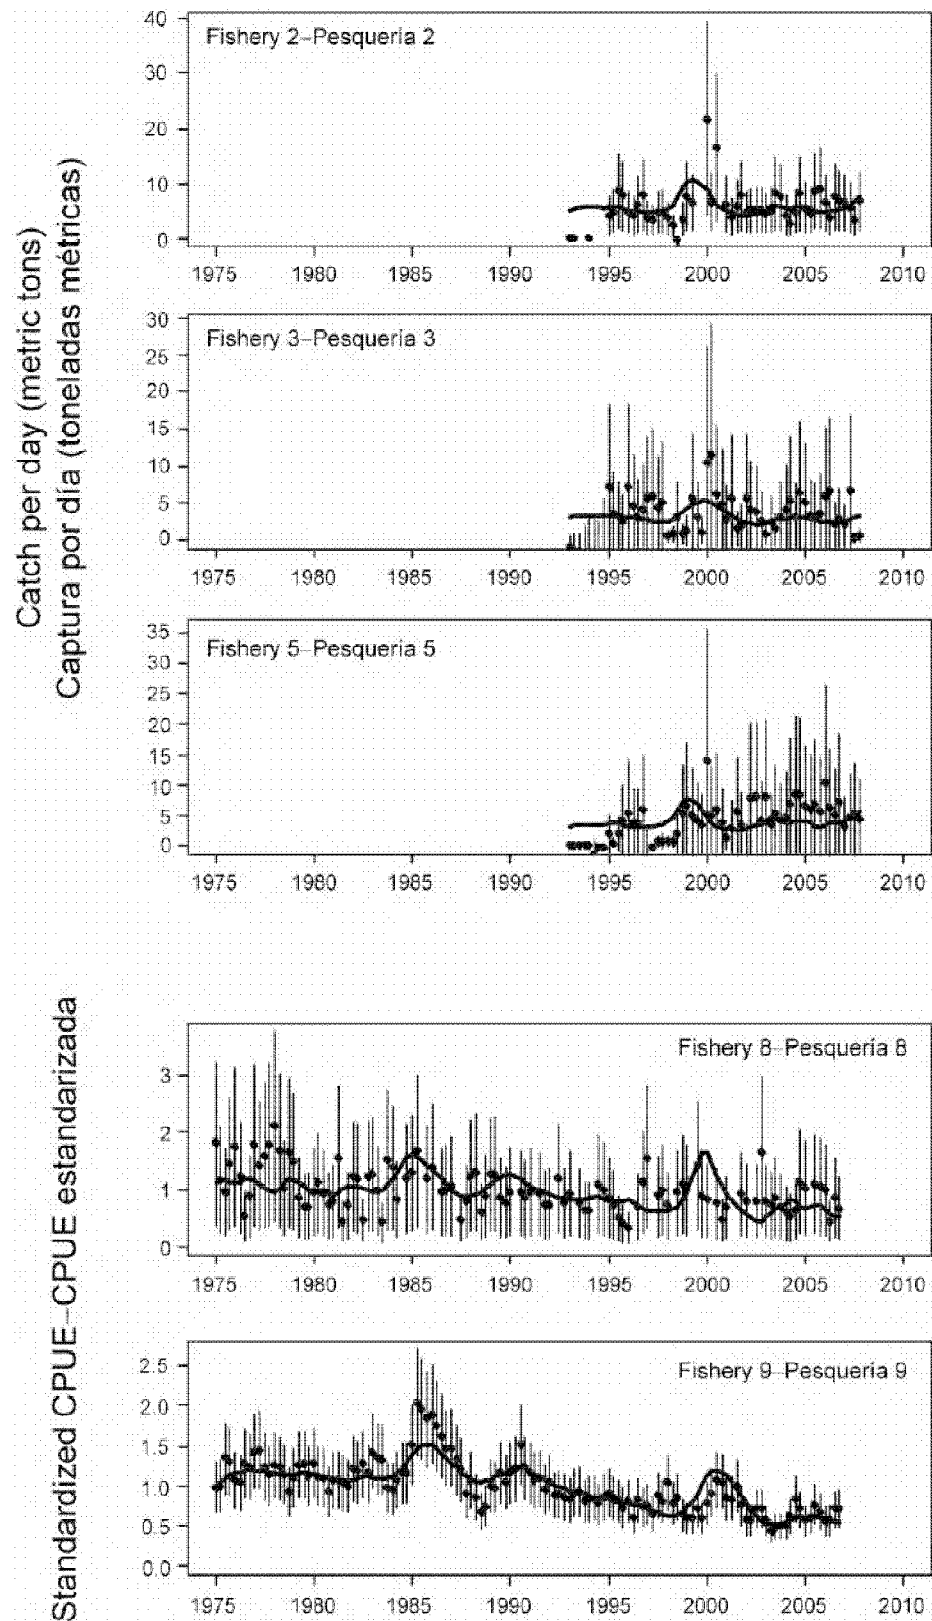 Catch per day (metric tons)
Captura por día (toneladas métricas)
Fishery 2–Pesquería 2
40
30
20
10
0
1975 1980 1985 1990 1995 2000 2005 2010
Fishery 3–Pesquería 3
30
25
20
15
10
5
0
1975 1980 1985 1990 1995 2000 2005 2010
Fishery 5–Pesquería 5
35
30
25
20
15
10
5
0
1975 1980 1985 1990 1995 2000 2005 2010
Standardized CPUE–CPUE estandarizada
Fishery 8–Pesquería 8
3
2
1
0
1975 1980 1985 1990 1995 2000 2005 2010
Fishery 9–Pesquería 9
2.5
2.0
1.5
1.0
0.5
0.0
1975 1980 1985 1990 1995 2000 2005 2010